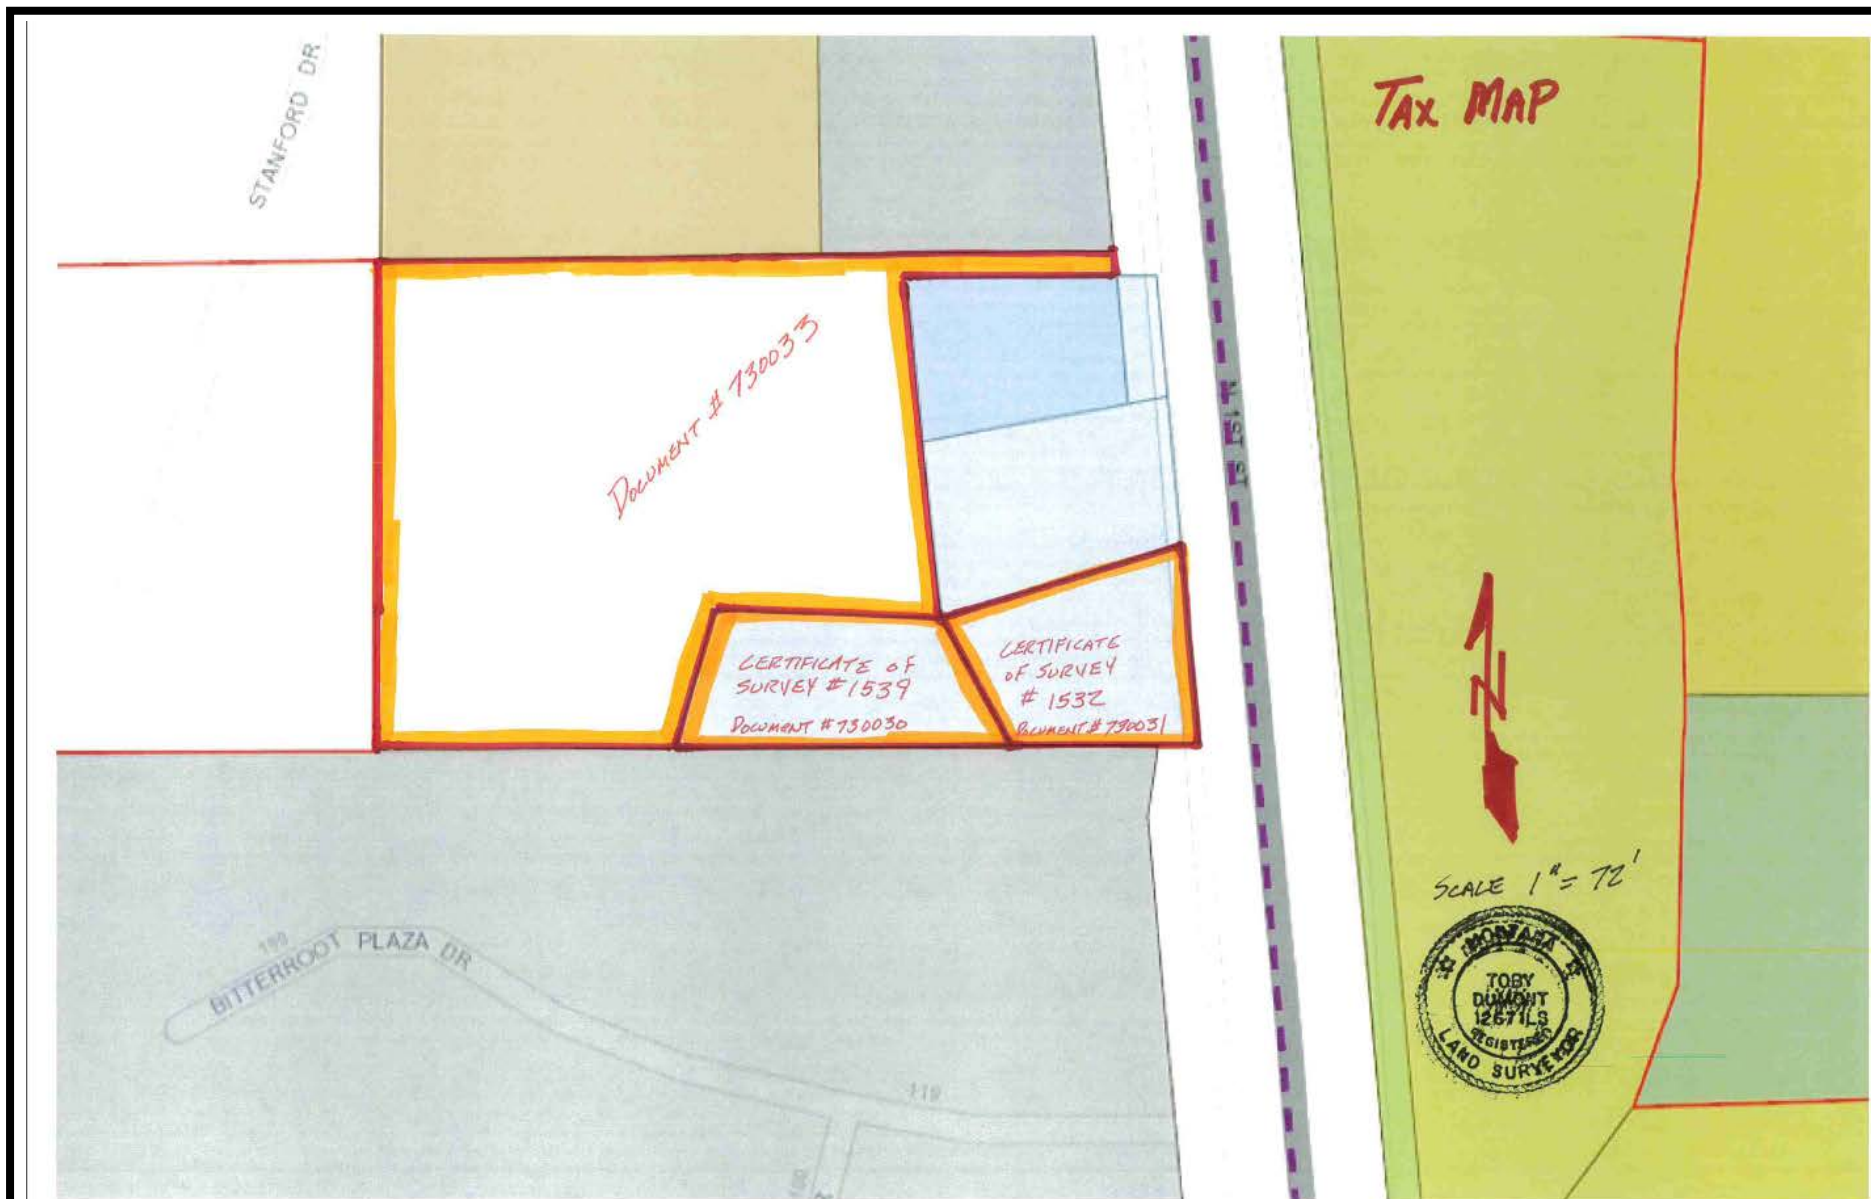 STANFORD DR
TAX MAP
DOCUMENT # 730033
N 1ST ST
CERTIFICATE OF
SURVEY # 1539
DOCUMENT # 730030
CERTIFICATE
OF SURVEY
# 1532
DOCUMENT # 730031
N
SCALE 1" = 72'
MONTANA
TOBY
DUMONT
12671LS
REGISTERED
LAND SURVEYOR
BITTERROOT PLAZA DR
119